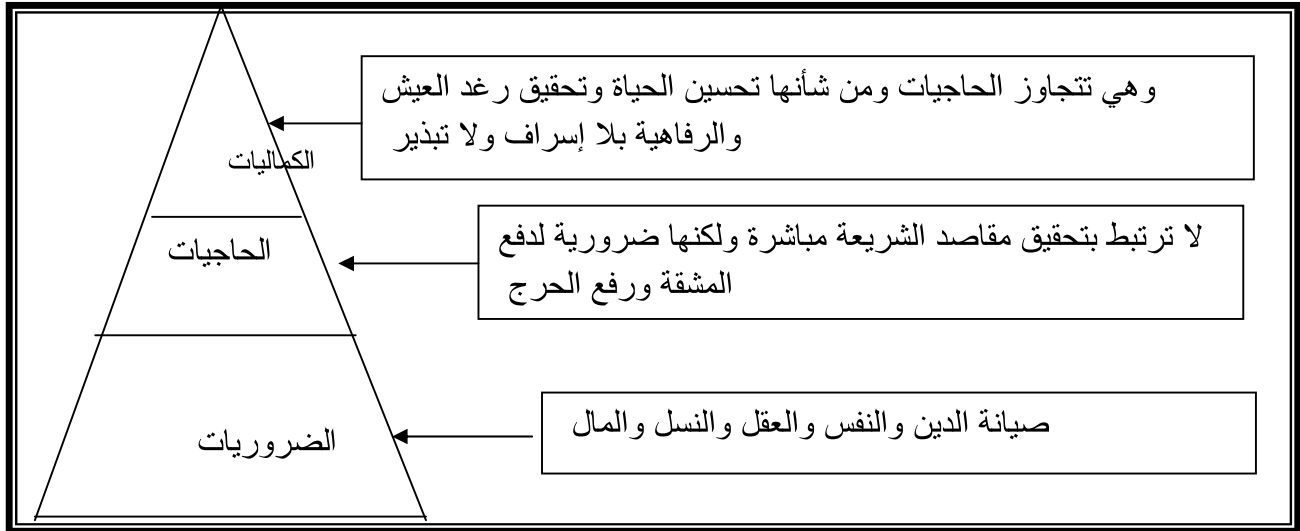 وهي تتجاوز الحاجيات ومن شأنها تحسين الحياة وتحقيق رغد العيش
والرفاهية بلا إسراف ولا تبذير
الكماليات
لا ترتبط بتحقيق مقاصد الشريعة مباشرة ولكنها ضرورية لدفع
المشقة ورفع الحرج
الحاجيات
صيانة الدين والنفس والعقل والنسل والمال
الضروريات